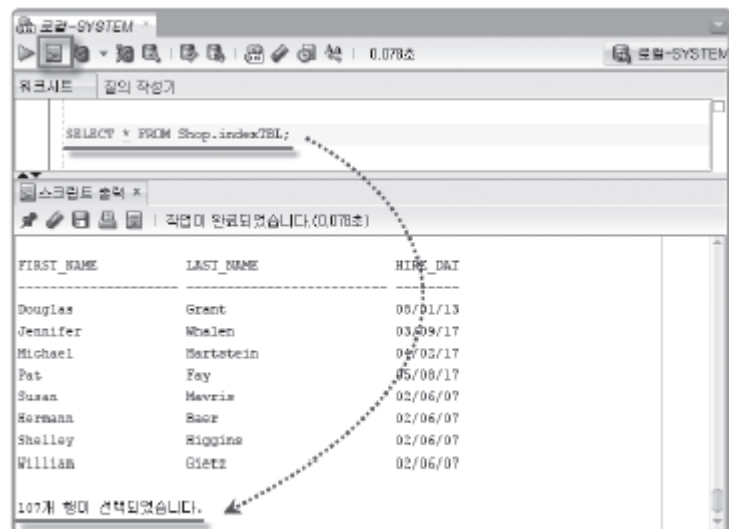 로컬-SYSTEM
0.078초
로컬-SYSTEM
워크시트 질의 작성기
SELECT * FROM Shop.indexTBL;
스크립트 출력 ×
작업이 완료되었습니다.(0.078초)
FIRST_NAME LAST_NAME HIRE_DAT
Douglas Grant 08/01/13
Jennifer Whalen 03/09/17
Michael Hartstein 04/02/17
Pat Fay 05/08/17
Susan Mavris 02/06/07
Hermann Baer 02/06/07
Shelley Higgins 02/06/07
William Gietz 02/06/07
107개 행이 선택되었습니다.